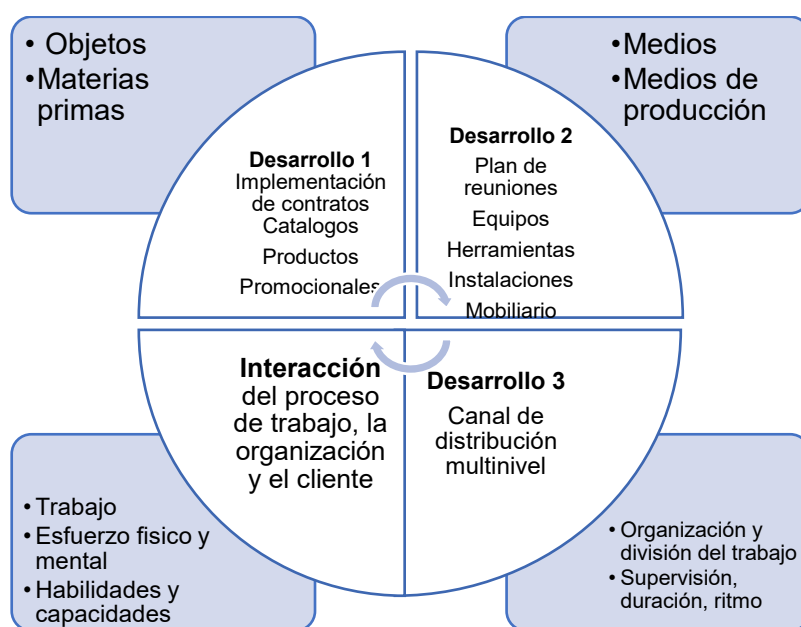 • Objetos
• Materias
primas
• Medios
• Medios de
producción
Desarrollo 1
Implementación
de contratos
Catalogos
Productos
Promocionales
Desarrollo 2
Plan de
reuniones
Equipos
Herramientas
Instalaciones
Mobiliario
Interacción
del proceso
de trabajo, la
organización
y el cliente
Desarrollo 3
Canal de
distribución
multinivel
• Trabajo
• Esfuerzo fisico y
mental
• Habilidades y
capacidades
• Organización y
división del trabajo
• Supervisión,
duración, ritmo